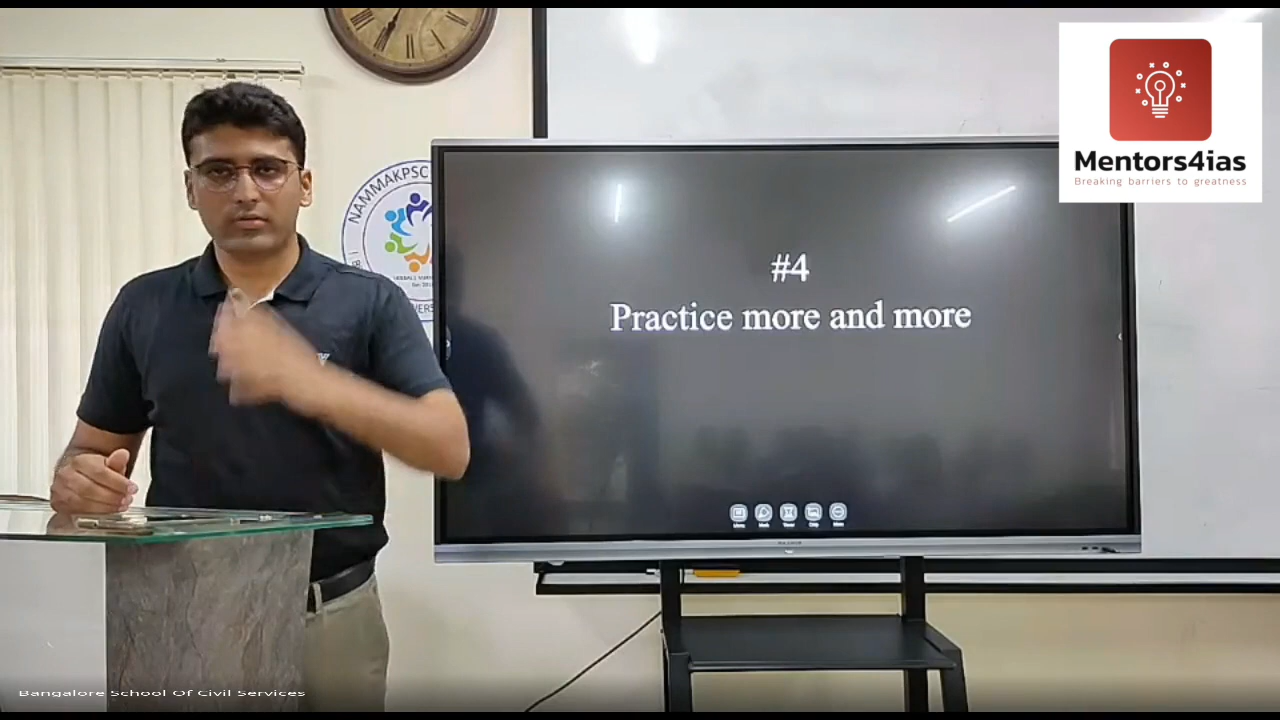 NAMMAKPSC
#4
Practice more and more
Mentors4ias
Breaking barriers to greatness
Bangalore School Of Civil Services